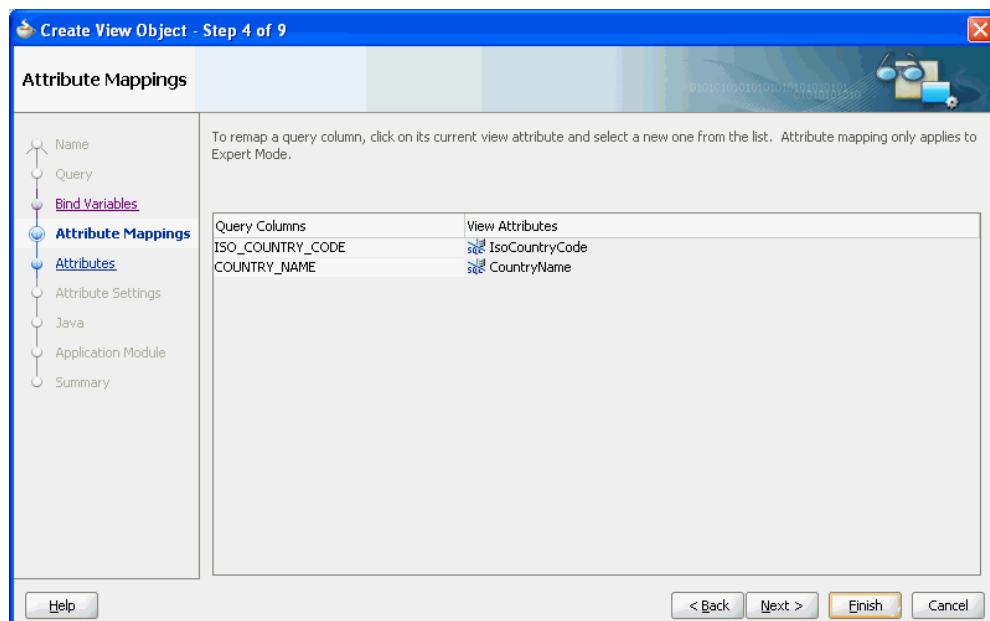 Create View Object - Step 4 of 9
Attribute Mappings
Name
Query
Bind Variables
Attribute Mappings
Attributes
Attribute Settings
Java
Application Module
Summary
To remap a query column, click on its current view attribute and select a new one from the list. Attribute mapping only applies to
Expert Mode.
Query Columns View Attributes
ISO_COUNTRY_CODE IsoCountryCode
COUNTRY_NAME CountryName
Help
< Back Next > Finish Cancel